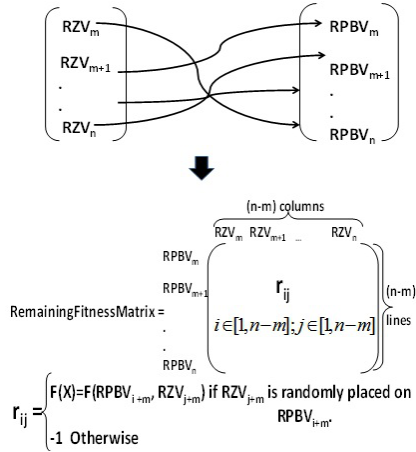 RZVm RPBVm
RZVm+1 RPBVm+1
. .
. .
RZVn RPBVn
(n-m) columns
RZVm RZVm+1 ... RZVn
RPBVm
RPBVm+1
.
.
RPBVn
RemainingFitnessMatrix =
rij
i∈[1,n−m]; j∈[1,n−m]
(n-m)
lines
rij = F(X)=F(RPBVi+m, RZVj+m) if RZVj+m is randomly placed on
RPBVi+m.
-1 Otherwise